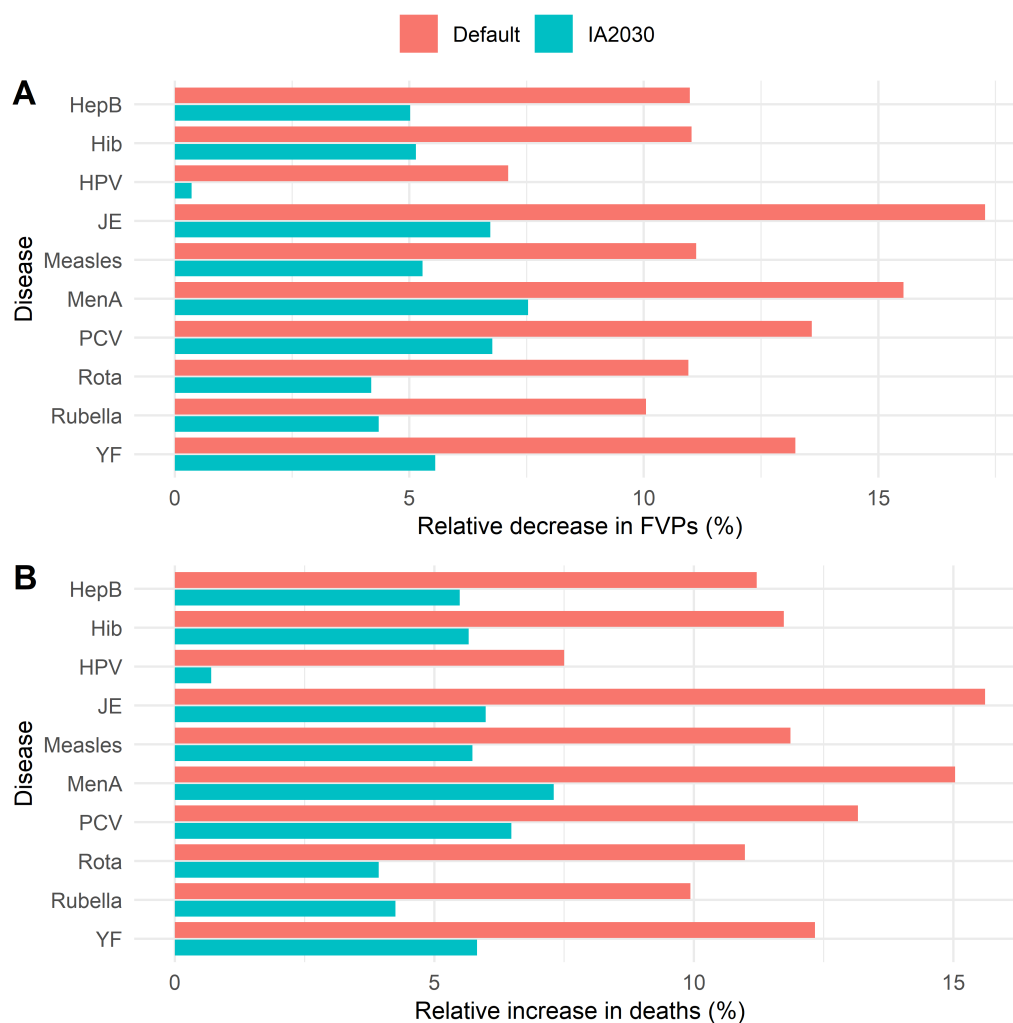 Default IA2030
A
Disease
HepB
Hib
HPV
JE
Measles
MenA
PCV
Rota
Rubella
YF
0 5 10 15
Relative decrease in FVPs (%)
B
Disease
HepB
Hib
HPV
JE
Measles
MenA
PCV
Rota
Rubella
YF
0 5 10 15
Relative increase in deaths (%)